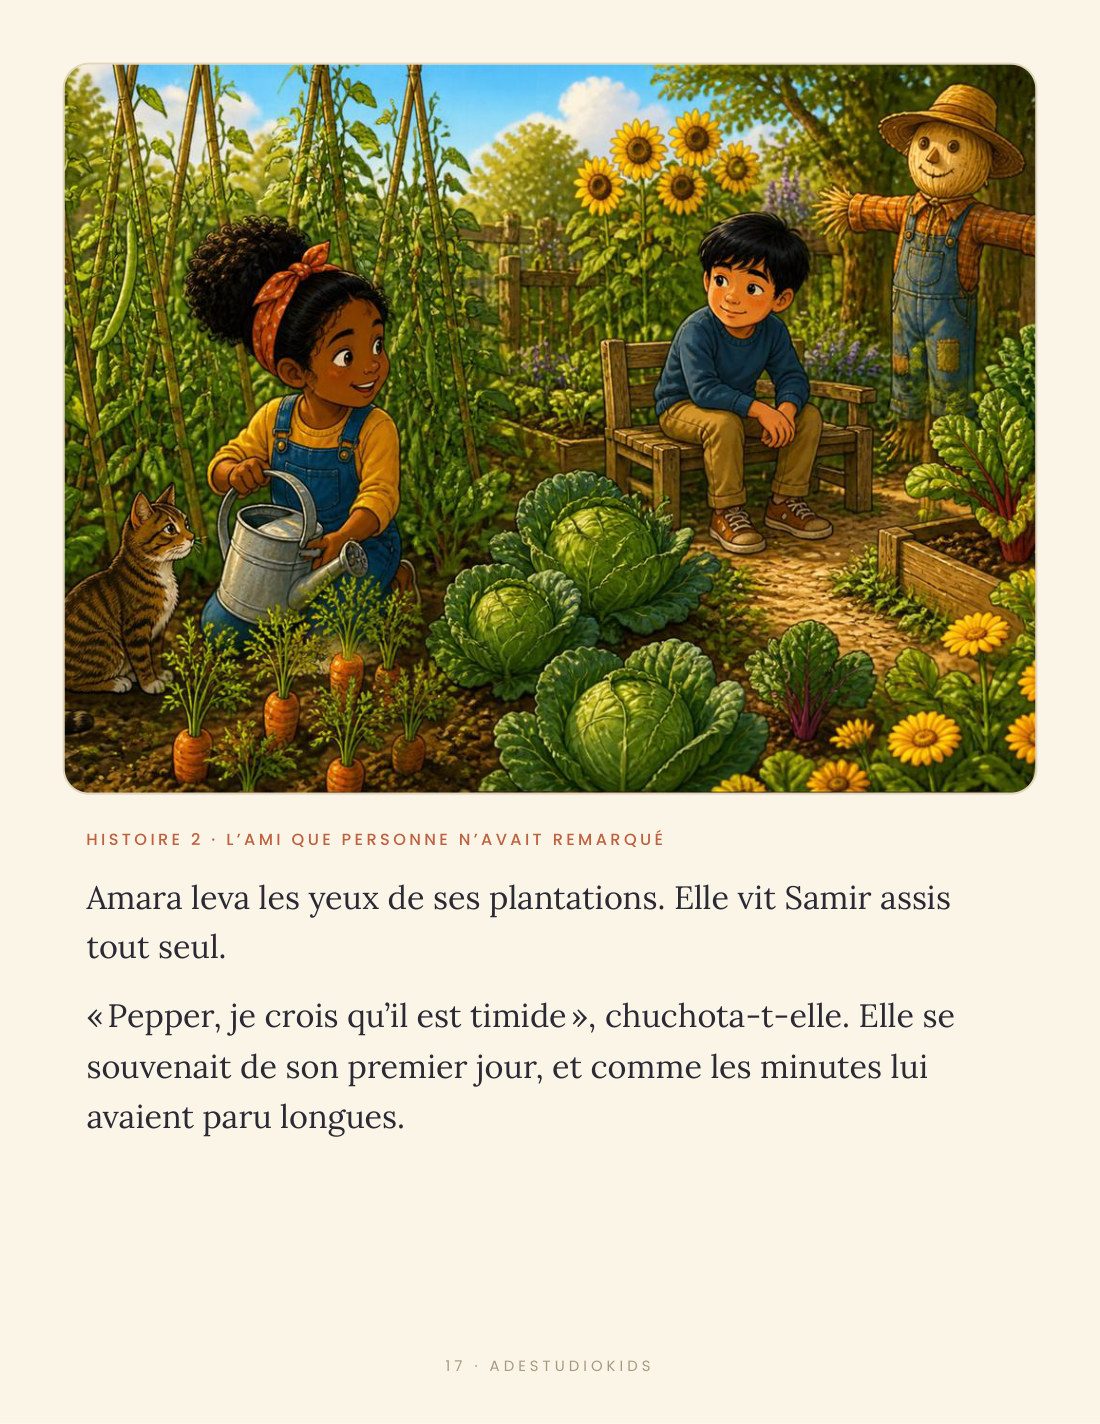 HISTOIRE 2 · L’AMI QUE PERSONNE N’AVAIT REMARQUÉ
Amara leva les yeux de ses plantations. Elle vit Samir assis
tout seul.
« Pepper, je crois qu’il est timide », chuchota-t-elle. Elle se
souvenait de son premier jour, et comme les minutes lui
avaient paru longues.
17 · ADESTUDIOKIDS